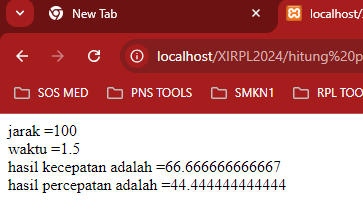 New Tab
localhost/
localhost/XIRPL2024/hitung%20p
SOS MED
PNS TOOLS
SMKN1
RPL TOO
jarak =100
waktu =1.5
hasil kecepatan adalah =66.666666666667
hasil percepatan adalah =44.444444444444